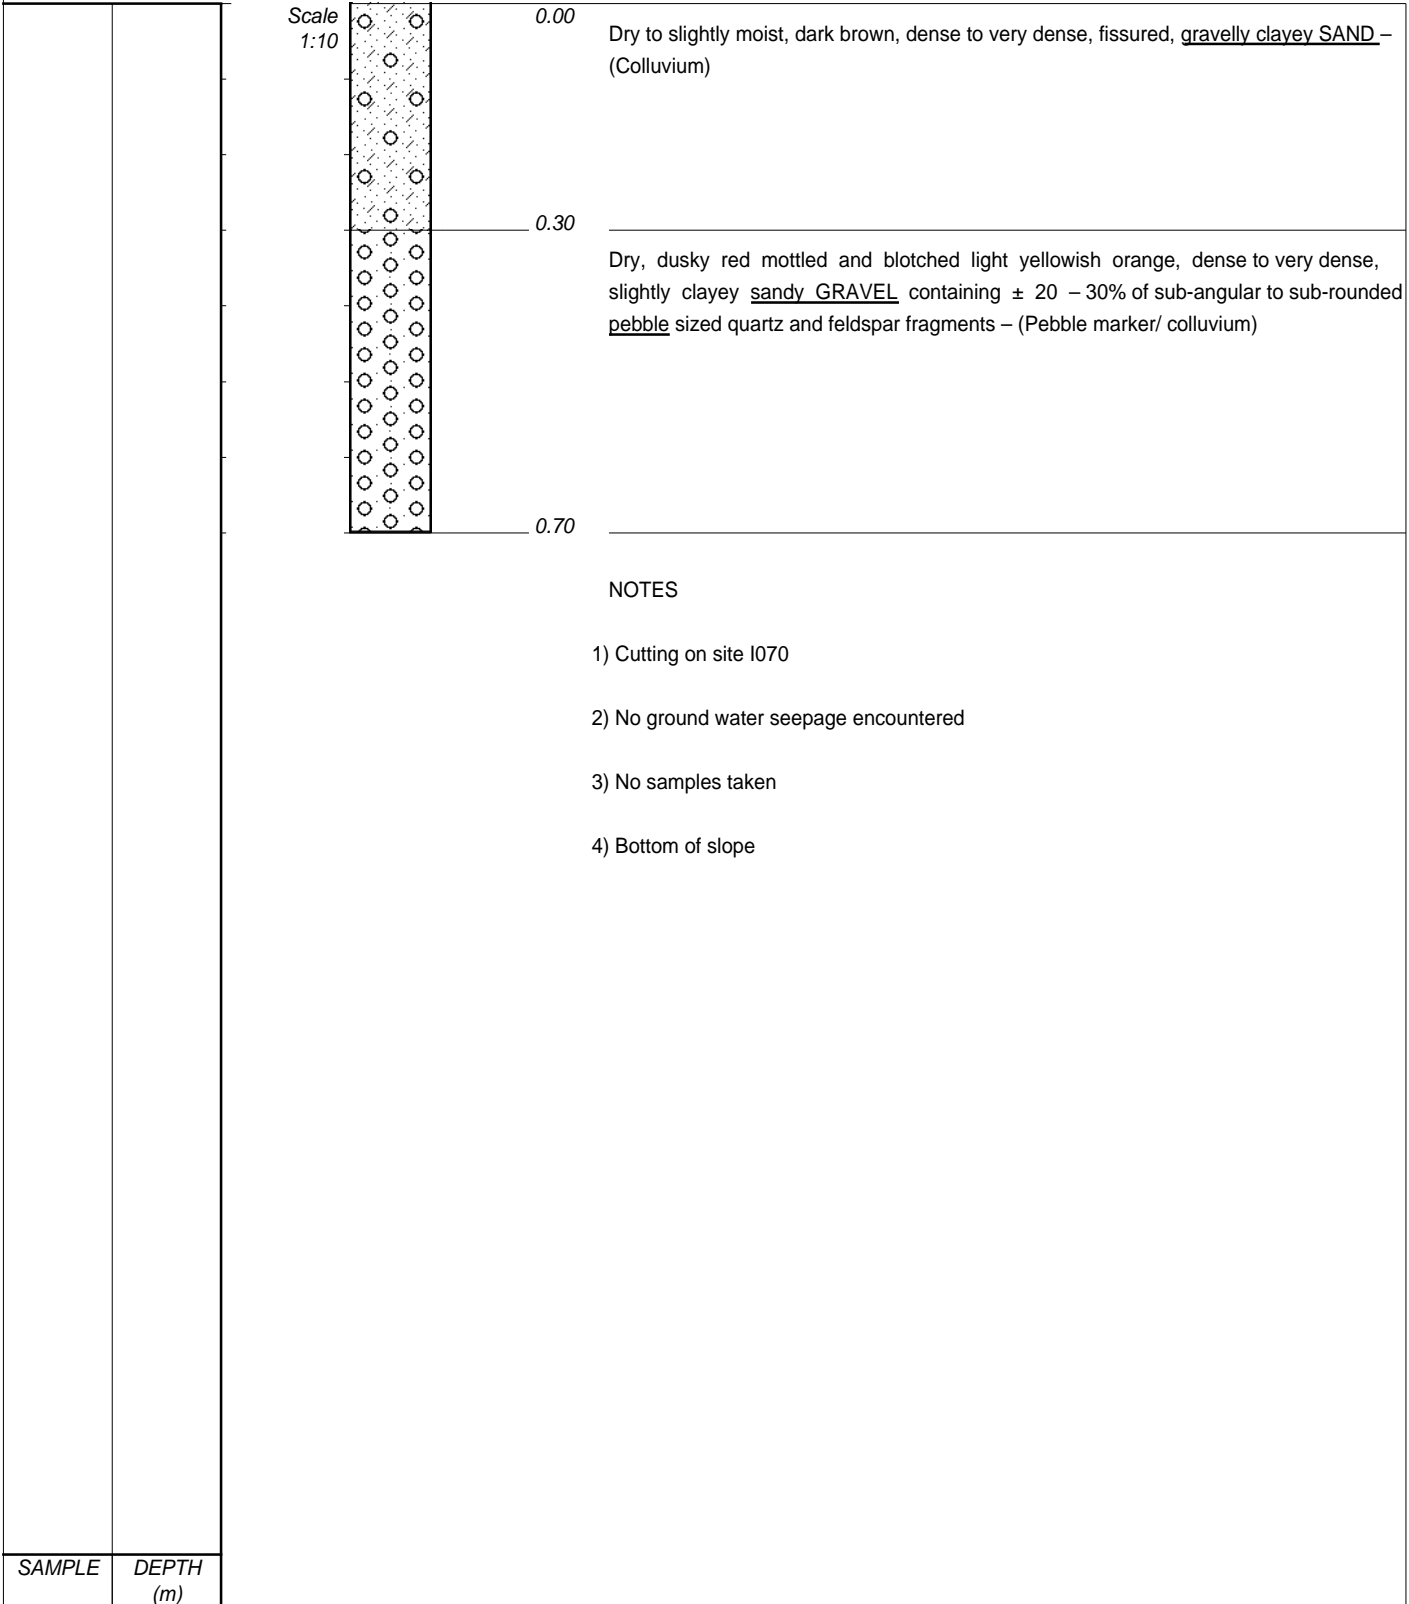 Scale
1:10
0.00
Dry to slightly moist, dark brown, dense to very dense, fissured, gravelly clayey SAND –
(Colluvium)
0.30
Dry, dusky red mottled and blotched light yellowish orange, dense to very dense,
slightly clayey sandy GRAVEL containing ± 20 – 30% of sub-angular to sub-rounded
pebble sized quartz and feldspar fragments – (Pebble marker/ colluvium)
0.70
NOTES
1) Cutting on site I070
2) No ground water seepage encountered
3) No samples taken
4) Bottom of slope
SAMPLE DEPTH
(m)